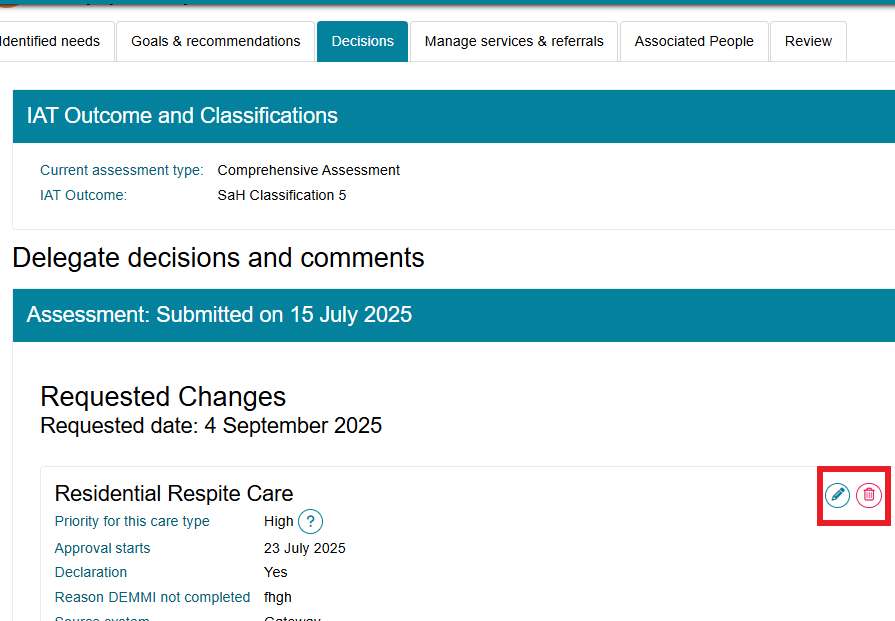 Identified needs Goals & recommendations Decisions Manage services & referrals Associated People Review
IAT Outcome and Classifications
Current assessment type: Comprehensive Assessment
IAT Outcome: SaH Classification 5
Delegate decisions and comments
Assessment: Submitted on 15 July 2025
Requested Changes
Requested date: 4 September 2025
Residential Respite Care
Priority for this care type High ?
Approval starts 23 July 2025
Declaration Yes
Reason DEMMI not completed fhgh
Source system Gateway